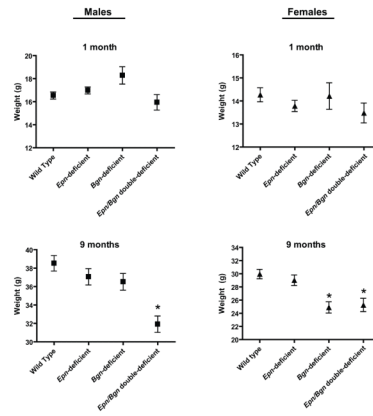 Males
Females
1 month
1 month
Weight (g)
20
18
16
14
12
Wild Type
Epn-deficient
Bgn-deficient
Epn/Bgn double-deficient
Weight (g)
16
15
14
13
12
Wild Type
Epn-deficient
Bgn-deficient
Epn/Bgn double-deficient
9 months
9 months
Weight (g)
40
38
36
34
32
30
*
Wild Type
Epn-deficient
Bgn-deficient
Epn/Bgn double-deficient
Weight (g)
34
32
30
28
26
24
22
20
*
*
Wild type
Epn-deficient
Bgn-deficient
Epn/Bgn double-deficient